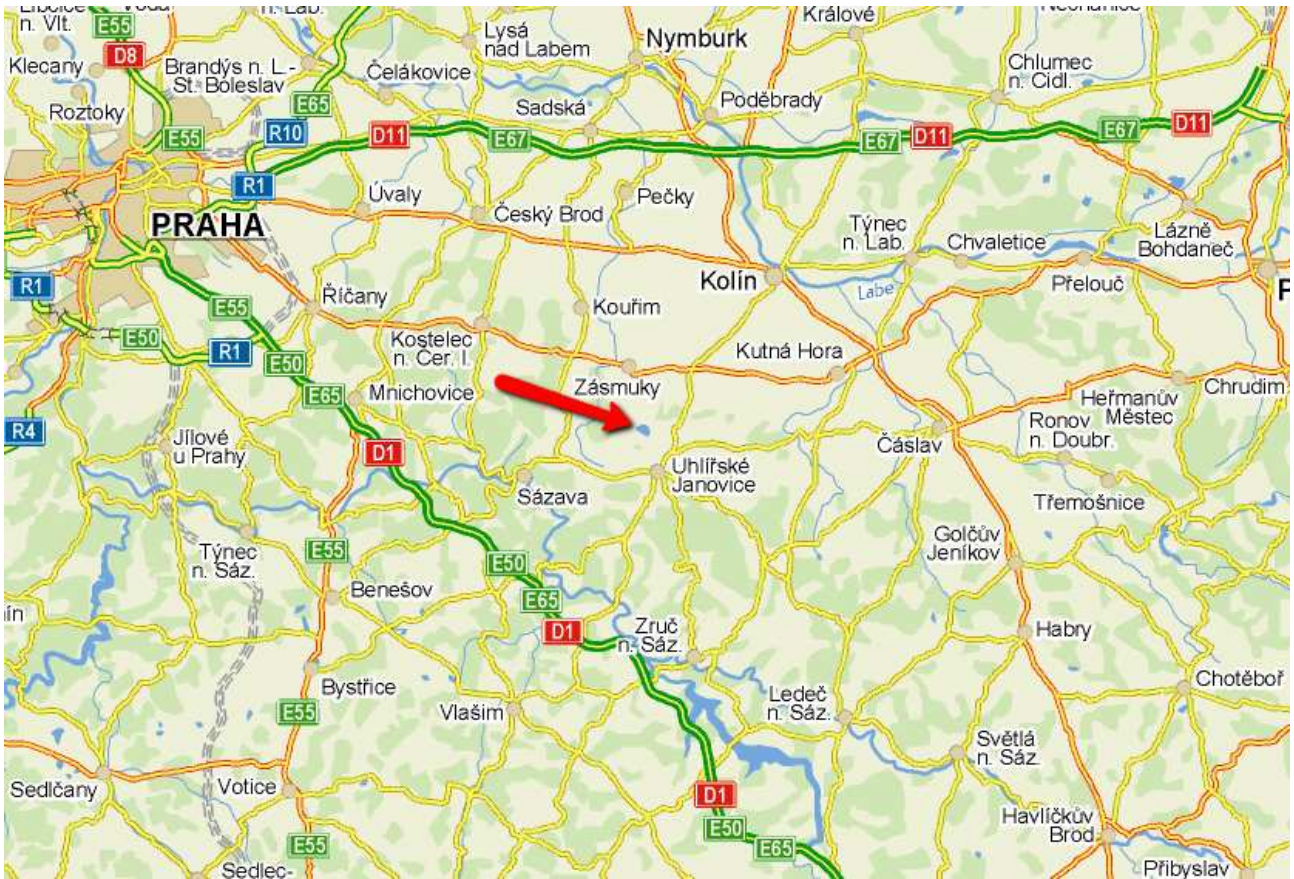 n. Vlt.
E55
D8
Klecany
Roztoky
Brandýs n. L.-
St. Boleslav
n. Lab.
E65
R10
E55
Lysá
nad Labem
Čelákovice
Nymburk
Králové
Chlumec
n. Cidl.
Sadská
Poděbrady
D11
E67
E67
D11
E67
D11
R1
PRAHA
Úvaly
Český Brod
Pečky
Týnec
n. Lab.
Chvaletice
Lázně
Bohdaneč
Kolín
Labe
Přelouč
P
R1
E55
Říčany
Kouřim
E50
R1
E50
Kostelec
n. Čer. l.
Kutná Hora
E65
Mnichovice
Zásmuky
Heřmanův
Městec
Chrudim
R4
Jílové
u Prahy
D1
Čáslav
Ronov
n. Doubr.
Uhlířské
Janovice
Sázava
Třemošnice
Týnec
n. Sáz.
E55
E50
Golčův
Jeníkov
Benešov
E65
ín
D1
Zruč
n. Sáz.
Habry
Bystřice
Chotěboř
E55
Vlašim
Ledeč
n. Sáz.
Světlá
n. Sáz.
Sedlčany
Votice
D1
E50
Havlíčkův
Brod
E55
E65
Sedlec-
Přibyslav